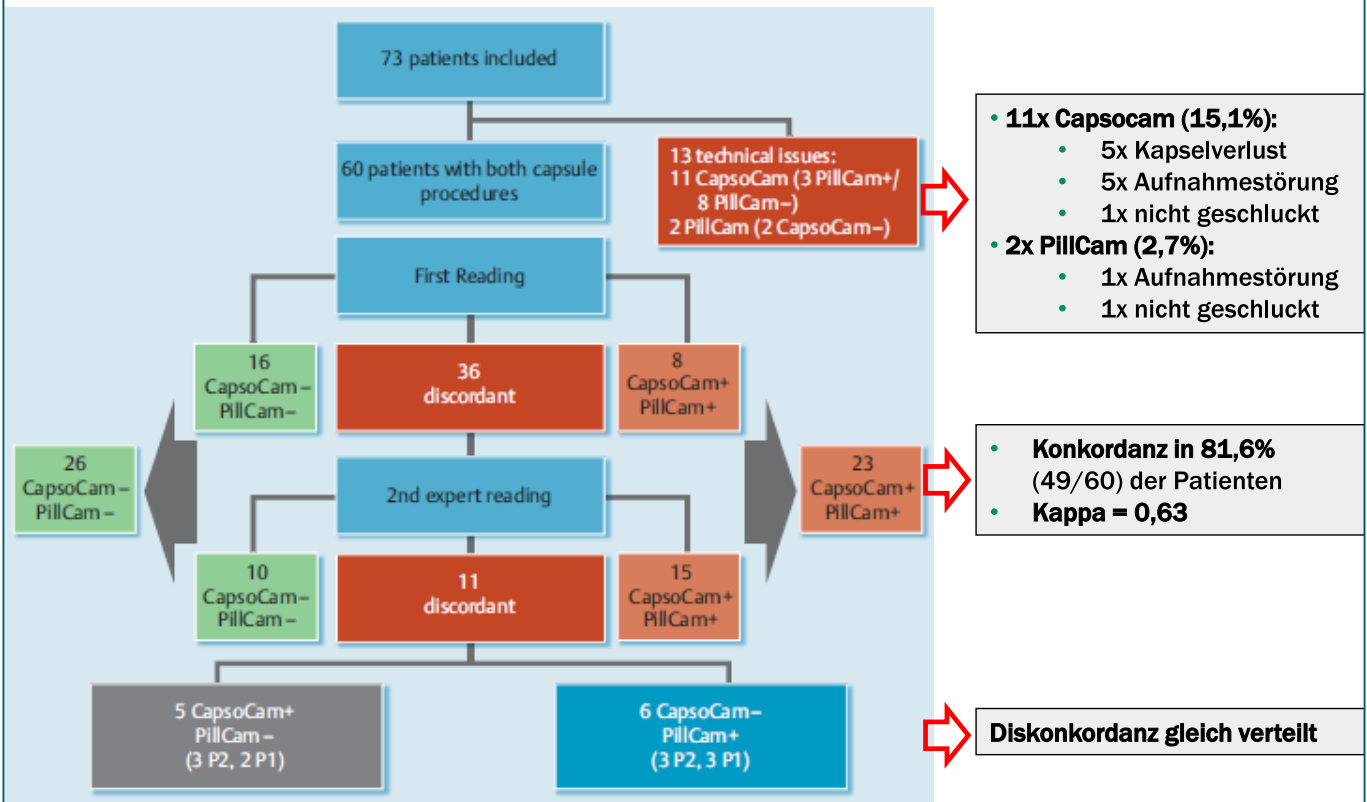 73 patients included
60 patients with both capsule
procedures
13 technical issues:
11 CapsoCam (3 PillCam+/
8 PillCam–)
2 PillCam (2 CapsoCam–)
• 11x Capsocam (15,1%):
• 5x Kapselverlust
• 5x Aufnahmestörung
• 1x nicht geschluckt
• 2x PillCam (2,7%):
• 1x Aufnahmestörung
• 1x nicht geschluckt
First Reading
16
CapsoCam–
PillCam–
36
discordant
8
CapsoCam+
PillCam+
26
CapsoCam–
PillCam–
2nd expert reading
23
CapsoCam+
PillCam+
• Konkordanz in 81,6%
(49/60) der Patienten
• Kappa = 0,63
10
CapsoCam–
PillCam–
11
discordant
15
CapsoCam+
PillCam+
5 CapsoCam+
PillCam–
(3 P2, 2 P1)
6 CapsoCam–
PillCam+
(3 P2, 3 P1)
Diskonkordanz gleich verteilt